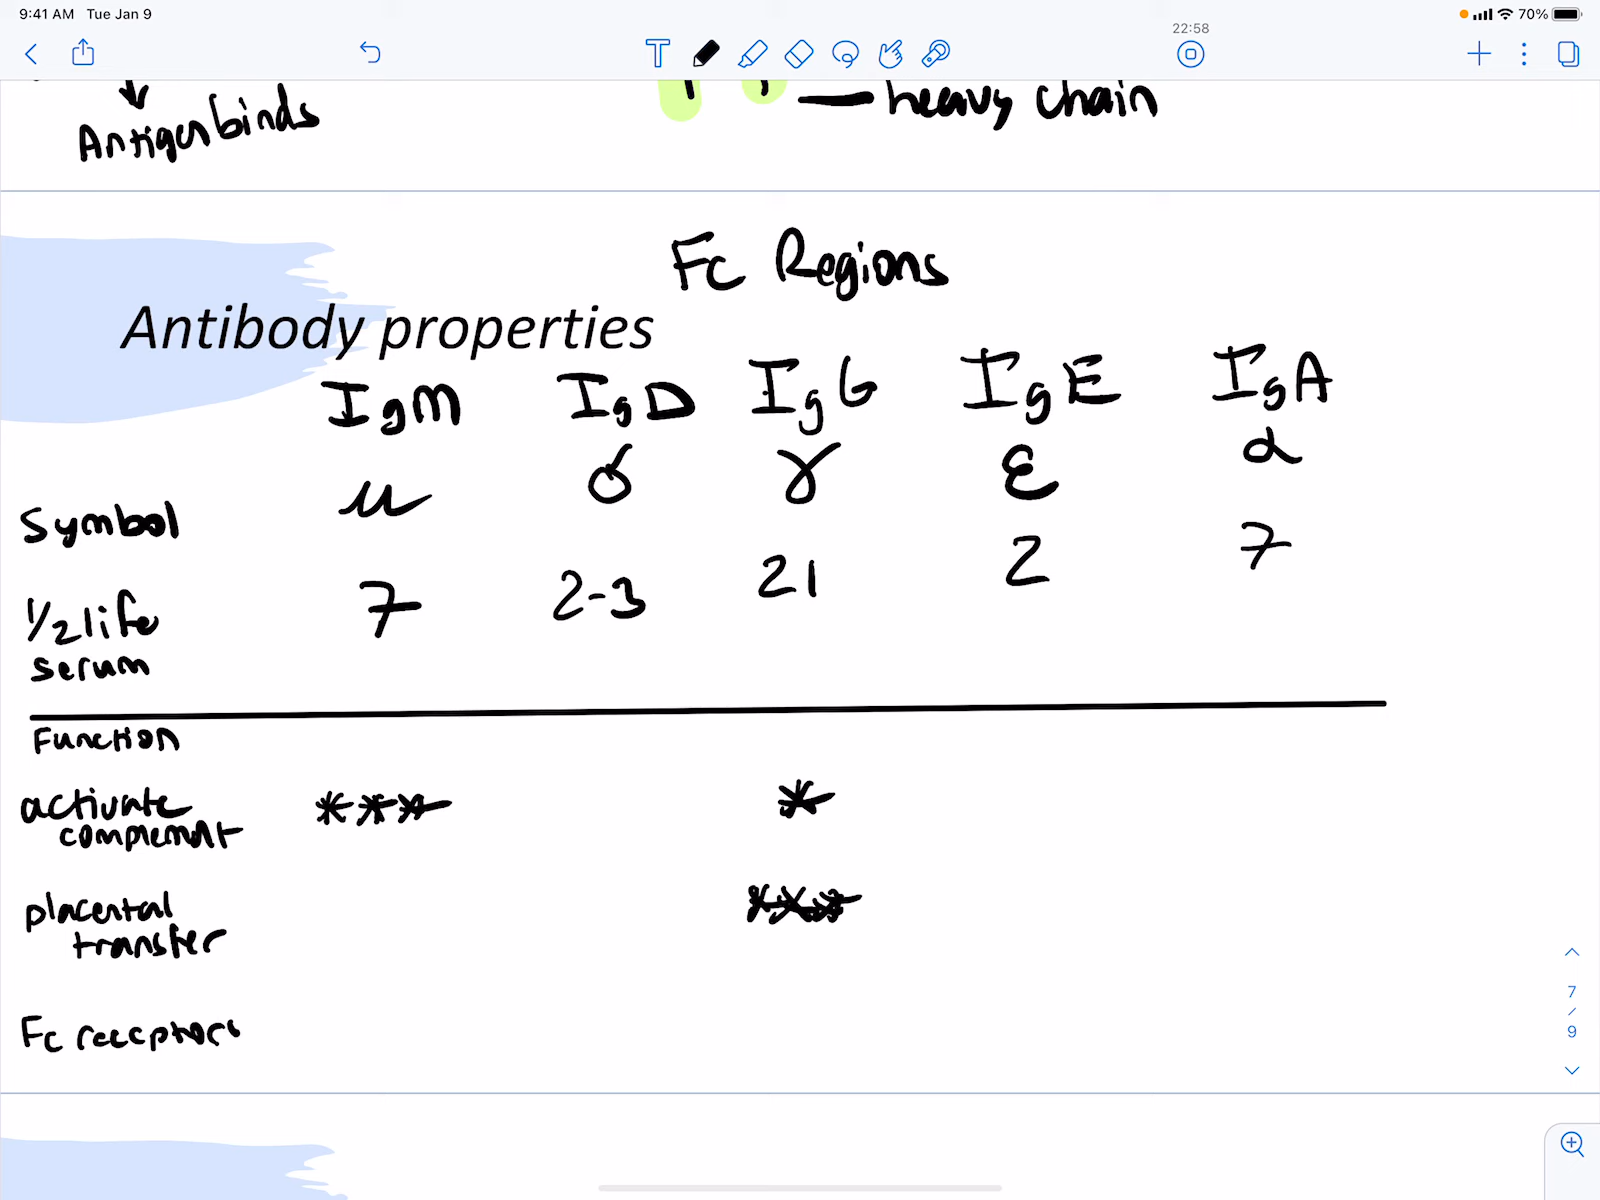 9:41 AM Tue Jan 9
70%
22:58
Antigen binds
heavy chain
Fc Regions
Antibody properties
IgM IgD IgG IgE IgA
Symbol μ δ γ ε α
1/2 life serum 7 2-3 21 2 7
Function
activate complement *** *
placental transfer ***
Fc receptors
7
/
9